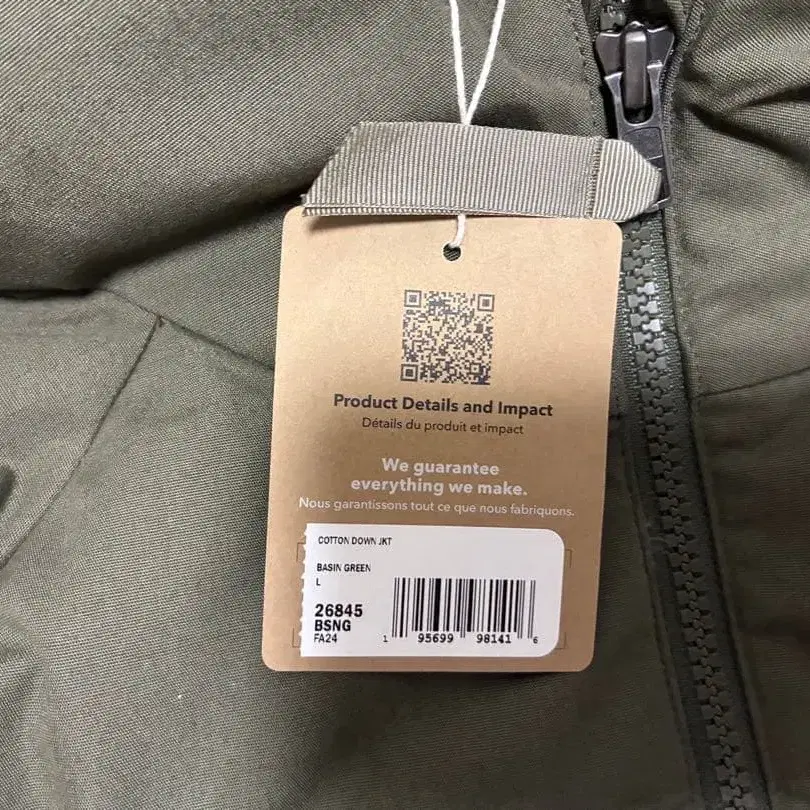 Product Details and Impact
Détails du produit et impact
We guarantee
everything we make.
Nous garantissons tout ce que nous fabriquons.
COTTON DOWN JKT
BASIN GREEN
L
26845
BSNG
FA24
1 95699 98141 6